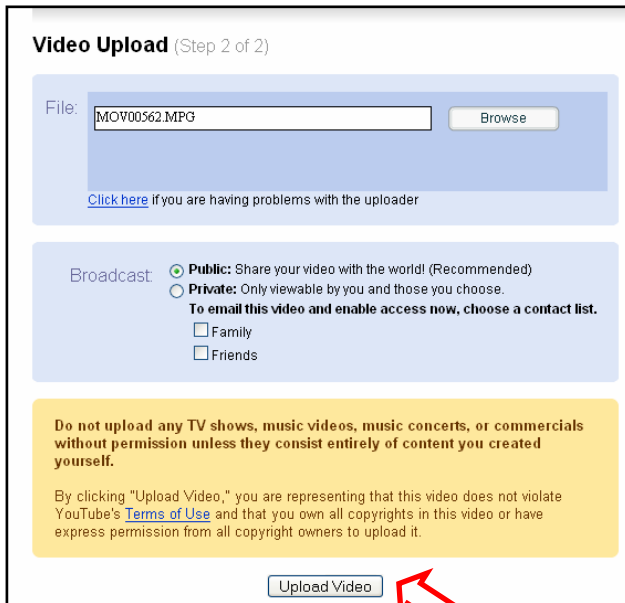 Video Upload (Step 2 of 2)
File:
MOV00562.MPG
Browse
Click here if you are having problems with the uploader
Broadcast:
Public: Share your video with the world! (Recommended)
Private: Only viewable by you and those you choose.
To email this video and enable access now, choose a contact list.
Family
Friends
Do not upload any TV shows, music videos, music concerts, or commercials
without permission unless they consist entirely of content you created
yourself.
By clicking "Upload Video," you are representing that this video does not violate
YouTube's Terms of Use and that you own all copyrights in this video or have
express permission from all copyright owners to upload it.
Upload Video